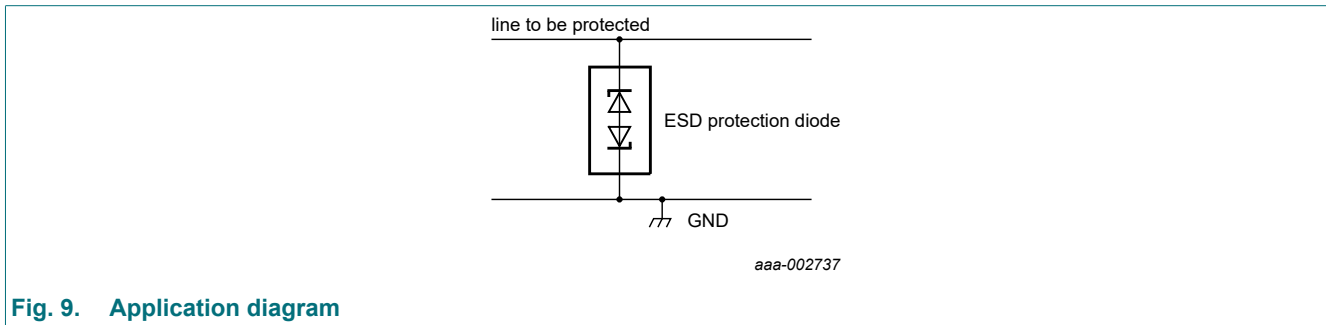 line to be protected
ESD protection diode
GND
aaa-002737
Fig. 9. Application diagram